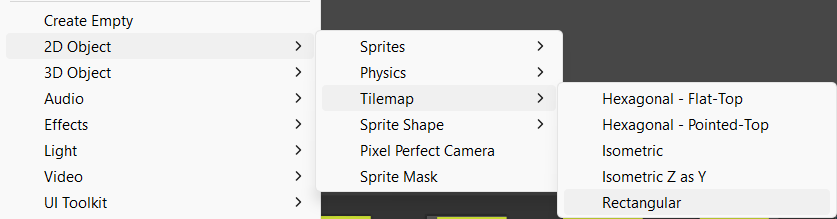 Create Empty
2D Object
3D Object
Audio
Effects
Light
Video
UI Toolkit
Sprites
Physics
Tilemap
Sprite Shape
Pixel Perfect Camera
Sprite Mask
Hexagonal - Flat-Top
Hexagonal - Pointed-Top
Isometric
Isometric Z as Y
Rectangular